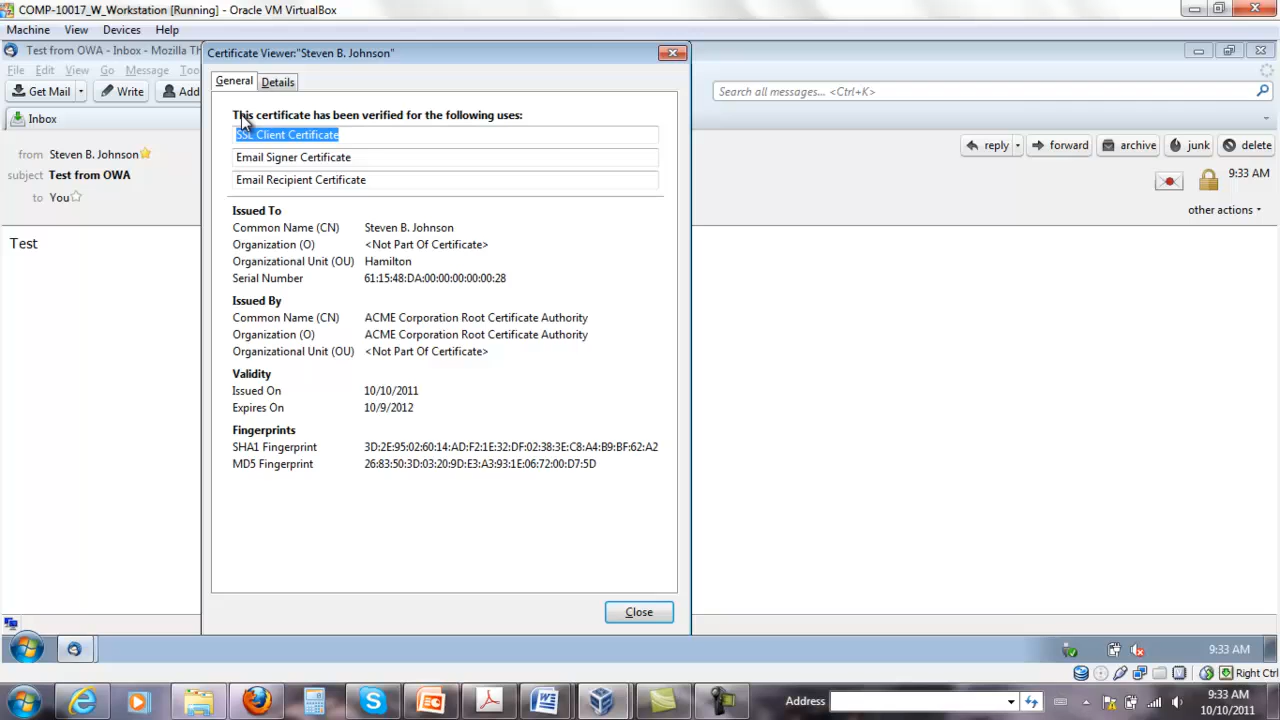 COMP-10017_W_Workstation [Running] - Oracle VM VirtualBox
Machine View Devices Help
Test from OWA - Inbox - Mozilla Th
Certificate Viewer:"Steven B. Johnson"
File Edit View Go Message Too
General Details
Get Mail Write Add
Search all messages... <Ctrl+K>
Inbox
This certificate has been verified for the following uses:
SSL Client Certificate
Email Signer Certificate
Email Recipient Certificate
from Steven B. Johnson
reply forward archive junk delete
subject Test from OWA
9:33 AM
to You
other actions
Test
Issued To
Common Name (CN) Steven B. Johnson
Organization (O) <Not Part Of Certificate>
Organizational Unit (OU) Hamilton
Serial Number 61:15:48:DA:00:00:00:00:00:28
Issued By
Common Name (CN) ACME Corporation Root Certificate Authority
Organization (O) ACME Corporation Root Certificate Authority
Organizational Unit (OU) <Not Part Of Certificate>
Validity
Issued On 10/10/2011
Expires On 10/9/2012
Fingerprints
SHA1 Fingerprint 3D:2E:95:02:60:14:AD:F2:1E:32:DF:02:38:3E:C8:A4:B9:BF:62:A2
MD5 Fingerprint 26:83:50:3D:03:20:9D:E3:A3:93:1E:06:72:00:D7:5D
Close
9:33 AM
Right Ctrl
Address
9:33 AM
10/10/2011